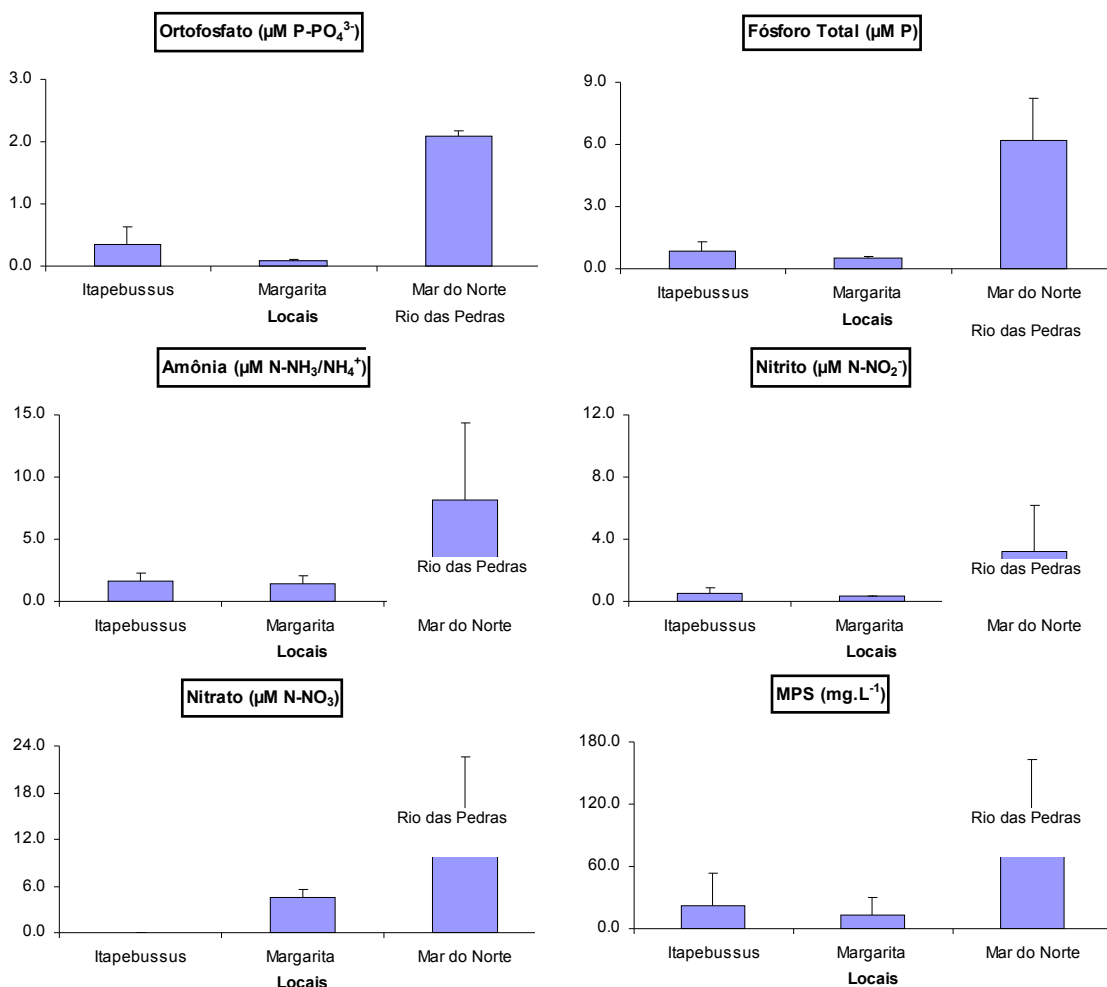 Ortofosfato (µM P-PO₄³⁻)
3.0
2.0
1.0
0.0
Itapebussus Margarita Mar do Norte
Locais Rio das Pedras
Fósforo Total (µM P)
9.0
6.0
3.0
0.0
Itapebussus Margarita Mar do Norte
Locais
Rio das Pedras
Amônia (µM N-NH₃/NH₄⁺)
15.0
10.0
5.0
0.0
Rio das Pedras
Itapebussus Margarita Mar do Norte
Locais
Nitrito (µM N-NO₂⁻)
12.0
8.0
4.0
0.0
Rio das Pedras
Itapebussus Margarita Mar do Norte
Locais
Nitrato (µM N-NO₃)
24.0
18.0
12.0
6.0
0.0
Rio das Pedras
Itapebussus Margarita Mar do Norte
Locais
MPS (mg.L⁻¹)
180.0
120.0
60.0
0.0
Rio das Pedras
Itapebussus Margarita Mar do Norte
Locais